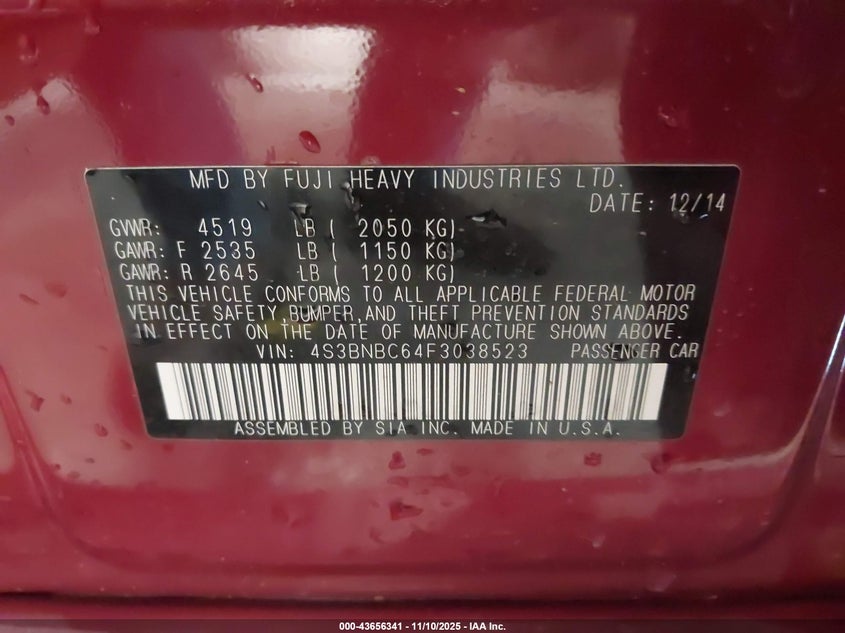 MFD BY FUJI HEAVY INDUSTRIES LTD.
DATE: 12/14
GVWR: 4519 LB ( 2050 KG)
GAWR: F 2535 LB ( 1150 KG)
GAWR: R 2645 LB ( 1200 KG)
THIS VEHICLE CONFORMS TO ALL APPLICABLE FEDERAL MOTOR
VEHICLE SAFETY,BUMPER,AND THEFT PREVENTION STANDARDS
IN EFFECT ON THE DATE OF MANUFACTURE SHOWN ABOVE.
VIN: 4S3BNBC64F3038523 PASSENGER CAR
ASSEMBLED BY SIA INC. MADE IN U.S.A.
000-43656341 - 11/10/2025 - IAA Inc.